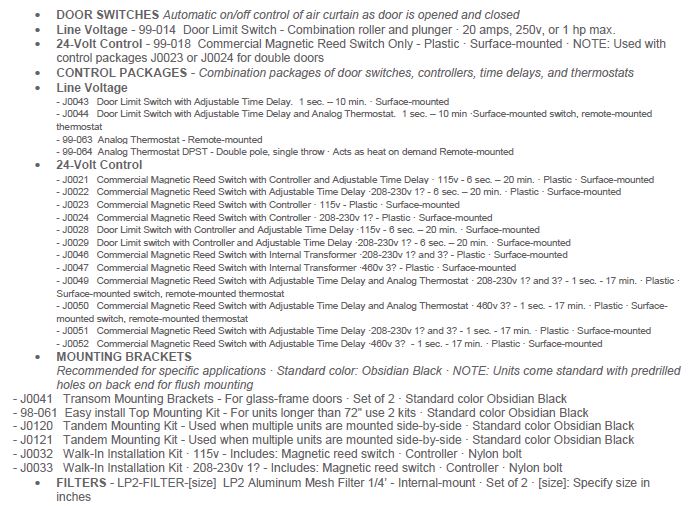 • DOOR SWITCHES Automatic on/off control of air curtain as door is opened and closed
• Line Voltage - 99-014 Door Limit Switch - Combination roller and plunger · 20 amps, 250v, or 1 hp max.
• 24-Volt Control - 99-018 Commercial Magnetic Reed Switch Only - Plastic · Surface-mounted · NOTE: Used with
control packages J0023 or J0024 for double doors
• CONTROL PACKAGES - Combination packages of door switches, controllers, time delays, and thermostats
• Line Voltage
- J0043 Door Limit Switch with Adjustable Time Delay. 1 sec. – 10 min. · Surface-mounted
- J0044 Door Limit Switch with Adjustable Time Delay and Analog Thermostat. 1 sec. – 10 min ·Surface-mounted switch, remote-mounted
thermostat
- 99-063 Analog Thermostat - Remote-mounted
- 99-064 Analog Thermostat DPST - Double pole, single throw · Acts as heat on demand Remote-mounted
• 24-Volt Control
- J0021 Commercial Magnetic Reed Switch with Controller and Adjustable Time Delay · 115v - 6 sec. – 20 min. · Plastic · Surface-mounted
- J0022 Commercial Magnetic Reed Switch with Adjustable Time Delay ·208-230v 1? - 6 sec. – 20 min. · Plastic · Surface-mounted
- J0023 Commercial Magnetic Reed Switch with Controller · 115v - Plastic · Surface-mounted
- J0024 Commercial Magnetic Reed Switch with Controller · 208-230v 1? - Plastic · Surface-mounted
- J0028 Door Limit Switch with Controller and Adjustable Time Delay ·115v - 6 sec. – 20 min. · Surface-mounted
- J0029 Door Limit switch with Controller and Adjustable Time Delay ·208-230v 1? - 6 sec. – 20 min. · Surface-mounted
- J0046 Commercial Magnetic Reed Switch with Internal Transformer ·208-230v 1? and 3? - Plastic · Surface-mounted
- J0047 Commercial Magnetic Reed Switch with Internal Transformer ·460v 3? - Plastic · Surface-mounted
- J0049 Commercial Magnetic Reed Switch with Adjustable Time Delay and Analog Thermostat · 208-230v 1? and 3? - 1 sec. - 17 min. · Plastic ·
Surface-mounted switch, remote-mounted thermostat
- J0050 Commercial Magnetic Reed Switch with Adjustable Time Delay and Analog Thermostat · 460v 3? - 1 sec. - 17 min. · Plastic · Surface-
mounted switch, remote-mounted thermostat
- J0051 Commercial Magnetic Reed Switch with Adjustable Time Delay ·208-230v 1? and 3? - 1 sec. - 17 min. · Plastic · Surface-mounted
- J0052 Commercial Magnetic Reed Switch with Adjustable Time Delay ·460v 3? - 1 sec. - 17 min. · Plastic · Surface-mounted
• MOUNTING BRACKETS
Recommended for specific applications · Standard color: Obsidian Black · NOTE: Units come standard with predrilled
holes on back end for flush mounting
- J0041 Transom Mounting Brackets - For glass-frame doors · Set of 2 · Standard color Obsidian Black
- 98-061 Easy install Top Mounting Kit - For units longer than 72" use 2 kits · Standard color Obsidian Black
- J0120 Tandem Mounting Kit - Used when multiple units are mounted side-by-side · Standard color Obsidian Black
- J0121 Tandem Mounting Kit - Used when multiple units are mounted side-by-side · Standard color Obsidian Black
- J0032 Walk-In Installation Kit · 115v - Includes: Magnetic reed switch · Controller · Nylon bolt
- J0033 Walk-In Installation Kit · 208-230v 1? - Includes: Magnetic reed switch · Controller · Nylon bolt
• FILTERS - LP2-FILTER-[size] LP2 Aluminum Mesh Filter 1/4' - Internal-mount · Set of 2 · [size]: Specify size in
inches